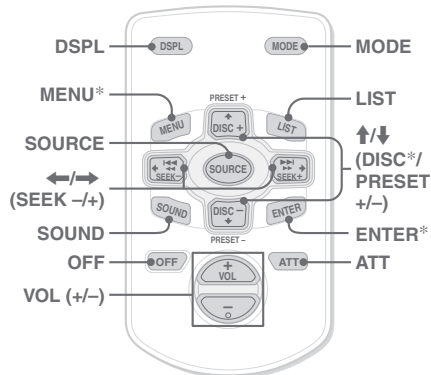 DSPL
DSPL
MODE
MODE
MENU*
MENU
PRESET +
DISC +
LIST
LIST
SOURCE
SEEK–
SOURCE
SEEK+
↑/↓
(DISC*/
PRESET
+/–)
←/→
(SEEK –/+)
SOUND
SOUND
DISC –
PRESET –
ENTER
ENTER*
OFF
OFF
ATT
ATT
VOL (+/–)
+
VOL
–